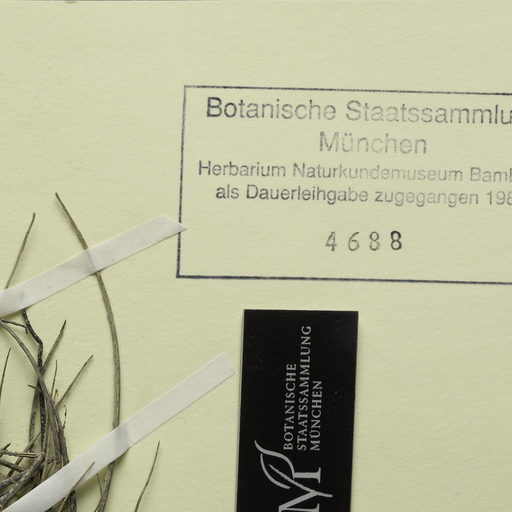 Botanische Staatssammlu
München
Herbarium Naturkundemuseum Bam
als Dauerleihgabe zugegangen 198
4688
BOTANISCHE
STAATSSAMMLUNG
MÜNCHEN
M